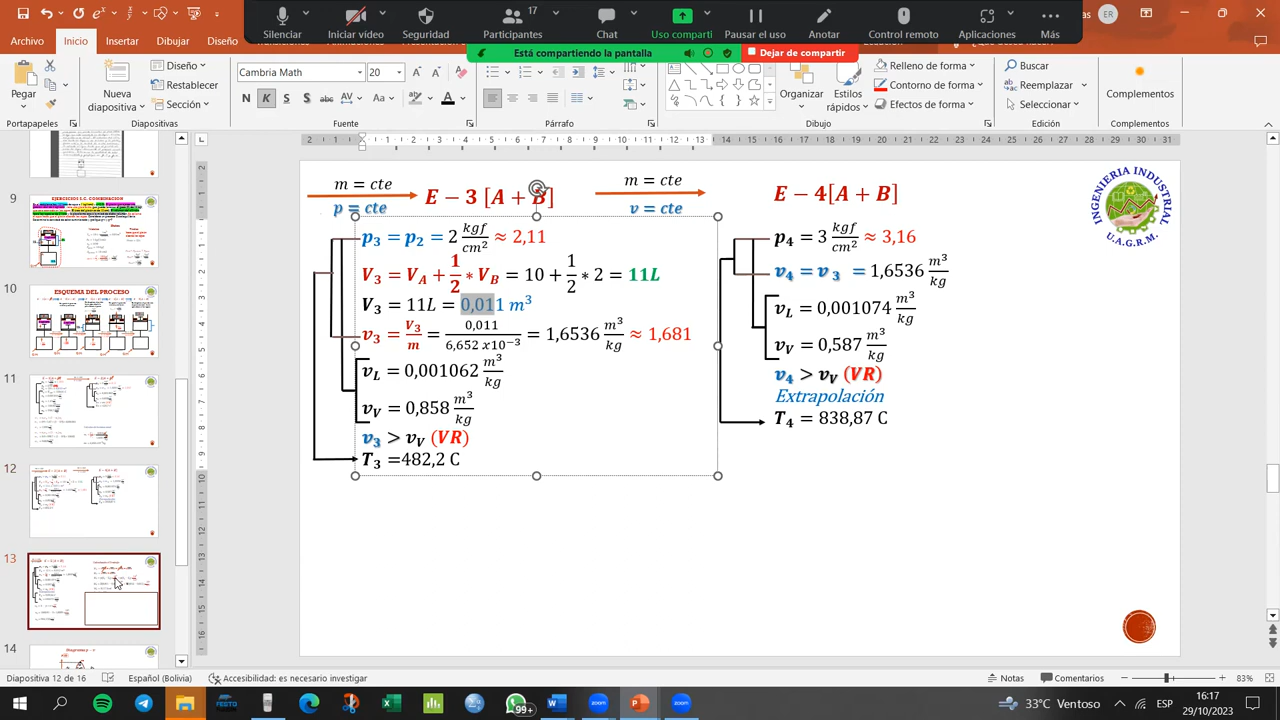 Silenciar
Iniciar vídeo
Seguridad
Participantes
17
Chat
Uso comparti
Pausar
Anotar
Control remoto
Aplicaciones
Más
ER
Está compartiendo la pantalla
Dejar de compartir
Archivo
Inicio
Insertar
Dibujar
Diseño
Pegar
Nueva diapositiva
Diseño
Restablecer
Sección
Cambria Math
20
N
K
S
S
abc
AV
Aa
A
Organizar
Estilos rápidos
Relleno de forma
Contorno de forma
Efectos de forma
Buscar
Reemplazar
Seleccionar
Complementos
Portapapeles
Diapositivas
Fuente
Párrafo
Dibujo
Edición
Complementos
9
10
ESQUEMA DEL PROCESO
11
12
13
14
m = cte
p = cte
E − 3 [A + B]
p₃ = p₂ = 2 kgf/cm² ≈ 2,11
V₃ = V_A + 1/2 * V_B = 10 + 1/2 * 2 = 11L
V₃ = 11L = 0,011 m³
v₃ = V₃/m = 0,011/6,652 x10⁻³ = 1,6536 m³/kg ≈ 1,681
v_L = 0,001062 m³/kg
v_V = 0,858 m³/kg
v₃ > v_V (VR)
T₃ =482,2 C
m = cte
v = cte
E − 4[A + B]
p₄ = 3 kgf/cm² ≈ 3,16
v₄ = v₃ = 1,6536 m³/kg
v_L = 0,001074 m³/kg
v_V = 0,587 m³/kg
v₄ > v_V (VR)
Extrapolación
T₄ = 838,87 C
INGENIERIA INDUSTRIAL
U.A.G.R.M.
Diapositiva 12 de 16
Español (Bolivia)
Accesibilidad: es necesario investigar
Notas
Comentarios
83%
FESTO
99+
zoom
zoom
33°C Ventoso
ESP
16:17
29/10/2023